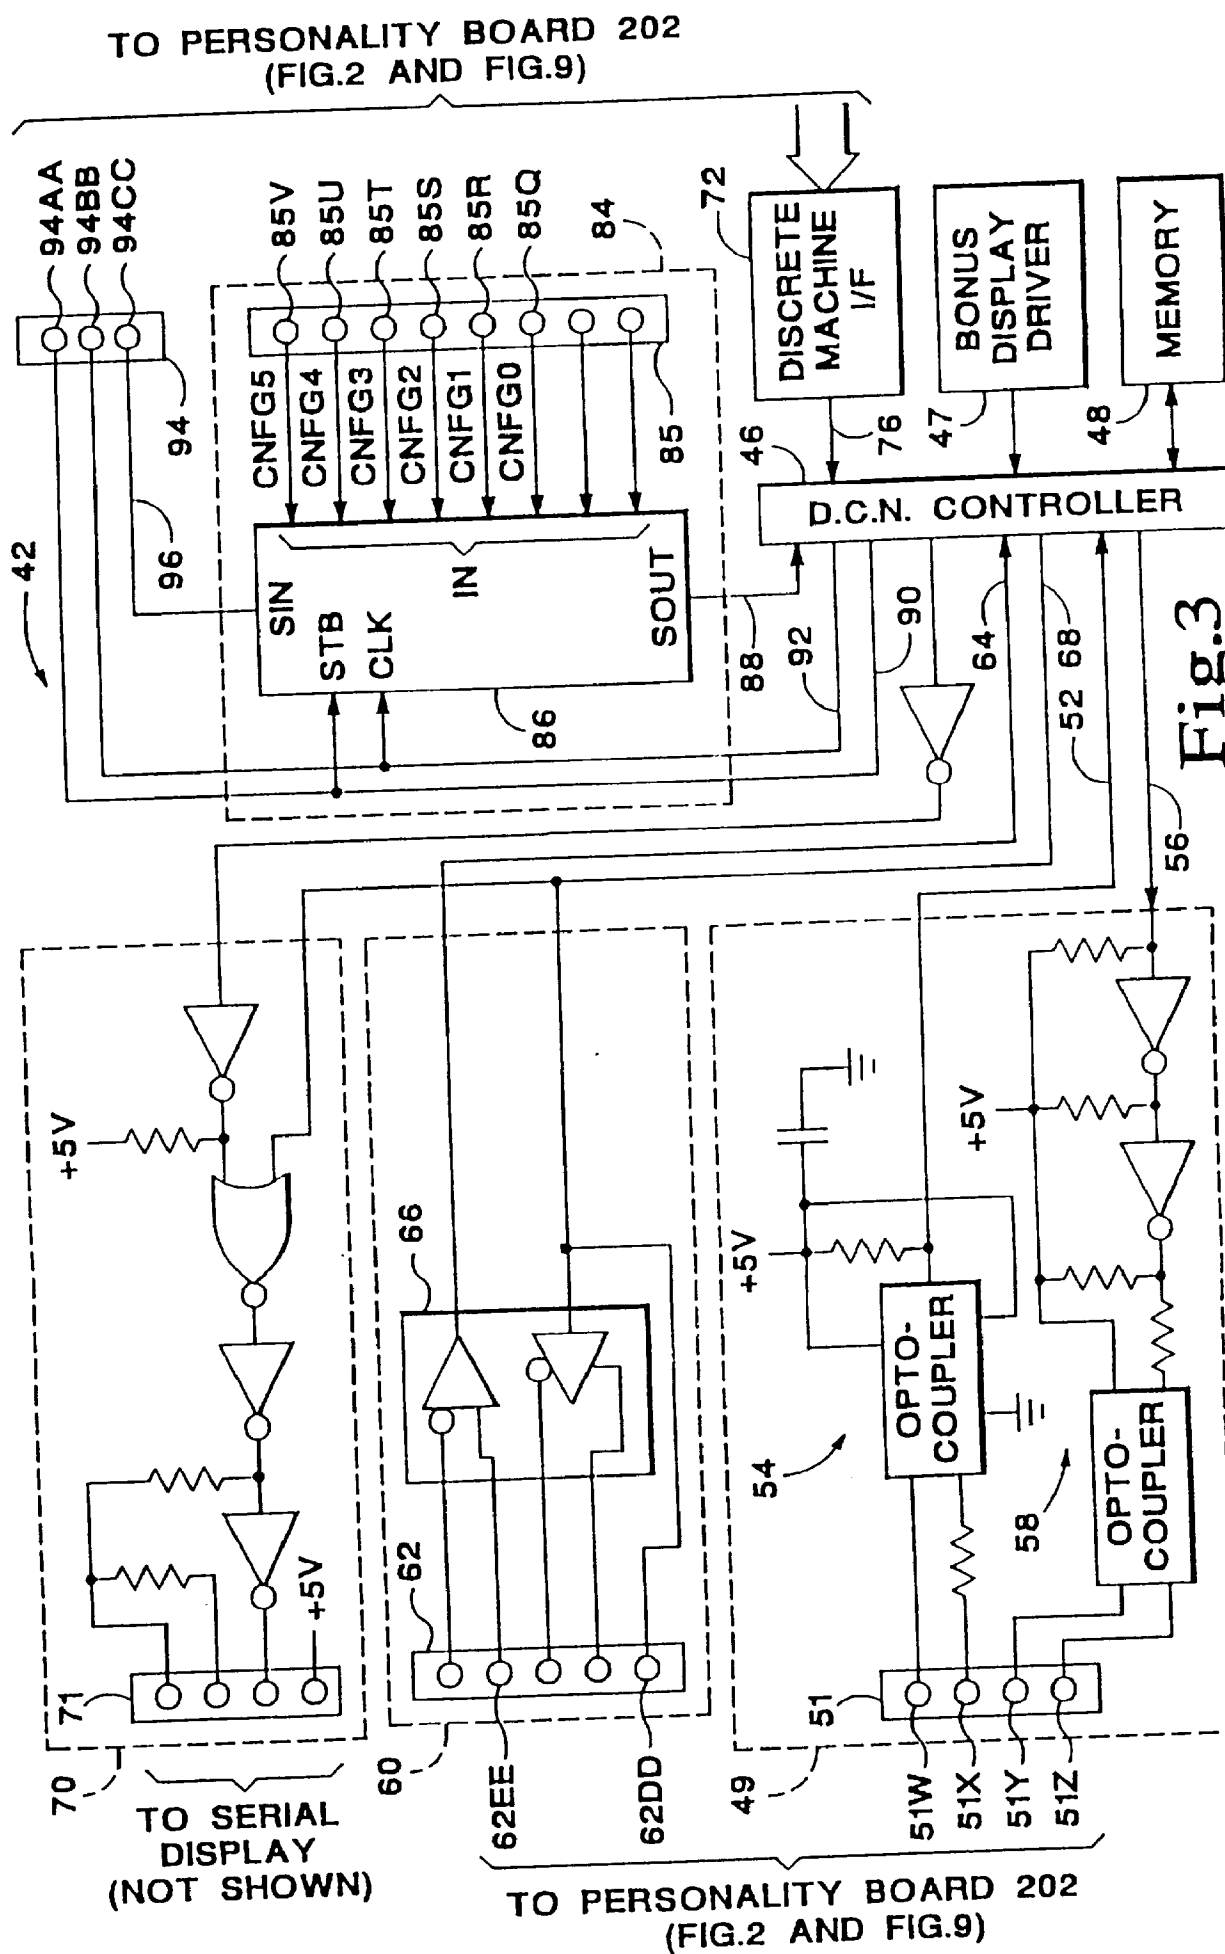 TO PERSONALITY BOARD 202
(FIG.2 AND FIG.9)
94AA
94BB
94CC
94
42
96
85V
85U
85T
85S
85R
85Q
84
CNFG5
CNFG4
CNFG3
CNFG2
CNFG1
CNFG0
85
SIN
STB
CLK
IN
SOUT
86
88
72
DISCRETE
MACHINE
I/F
76
BONUS
DISPLAY
DRIVER
47
MEMORY
48
46
D.C.N. CONTROLLER
92
90
64
68
52
56
Fig.3
+5V
+5V
71
70
TO SERIAL
DISPLAY
(NOT SHOWN)
66
62
60
62EE
62DD
+5V
+5V
OPTO-
COUPLER
54
OPTO-
COUPLER
58
51
49
51W
51X
51Y
51Z
TO PERSONALITY BOARD 202
(FIG.2 AND FIG.9)